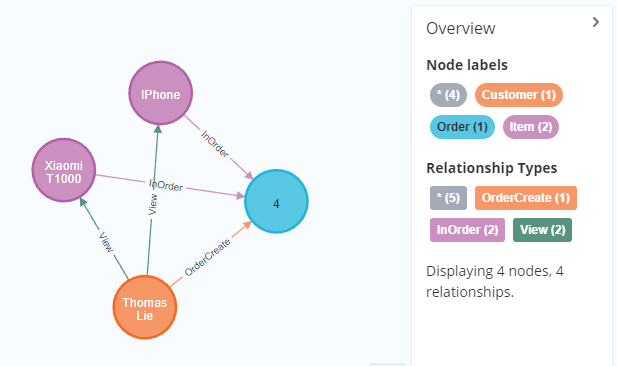 IPhone
InOrder
Xiaomi
T1000
InOrder
View
4
View
OrderCreate
Thomas
Lie
Overview
Node labels
* (4) Customer (1)
Order (1) Item (2)
Relationship Types
* (5) OrderCreate (1)
InOrder (2) View (2)
Displaying 4 nodes, 4
relationships.